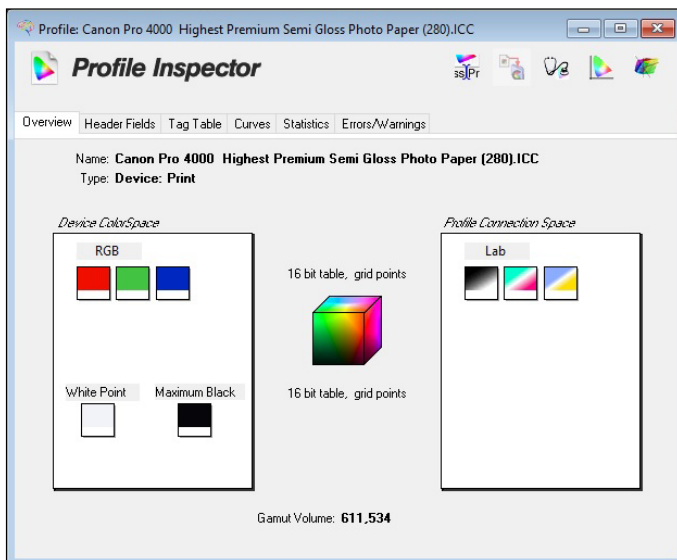 Profile: Canon Pro 4000 Highest Premium Semi Gloss Photo Paper (280).ICC
Profile Inspector
Overview Header Fields Tag Table Curves Statistics Errors/Warnings
Name: Canon Pro 4000 Highest Premium Semi Gloss Photo Paper (280).ICC
Type: Device: Print
Device ColorSpace
Profile Connection Space
RGB
Lab
16 bit table, grid points
White Point Maximum Black
16 bit table, grid points
Gamut Volume: 611,534